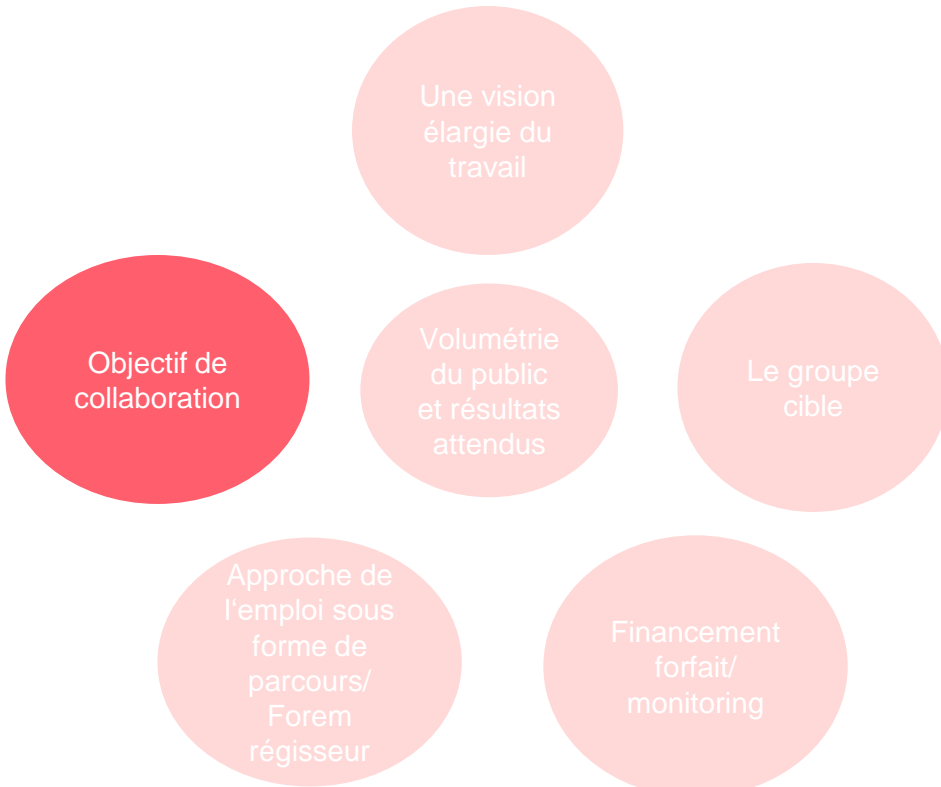 Une vision
élargie du
travail
Objectif de
collaboration
Volumétrie
du public
et résultats
attendus
Le groupe
cible
Approche de
l‘emploi sous
forme de
parcours/
Forem
régisseur
Financement
forfait/
monitoring